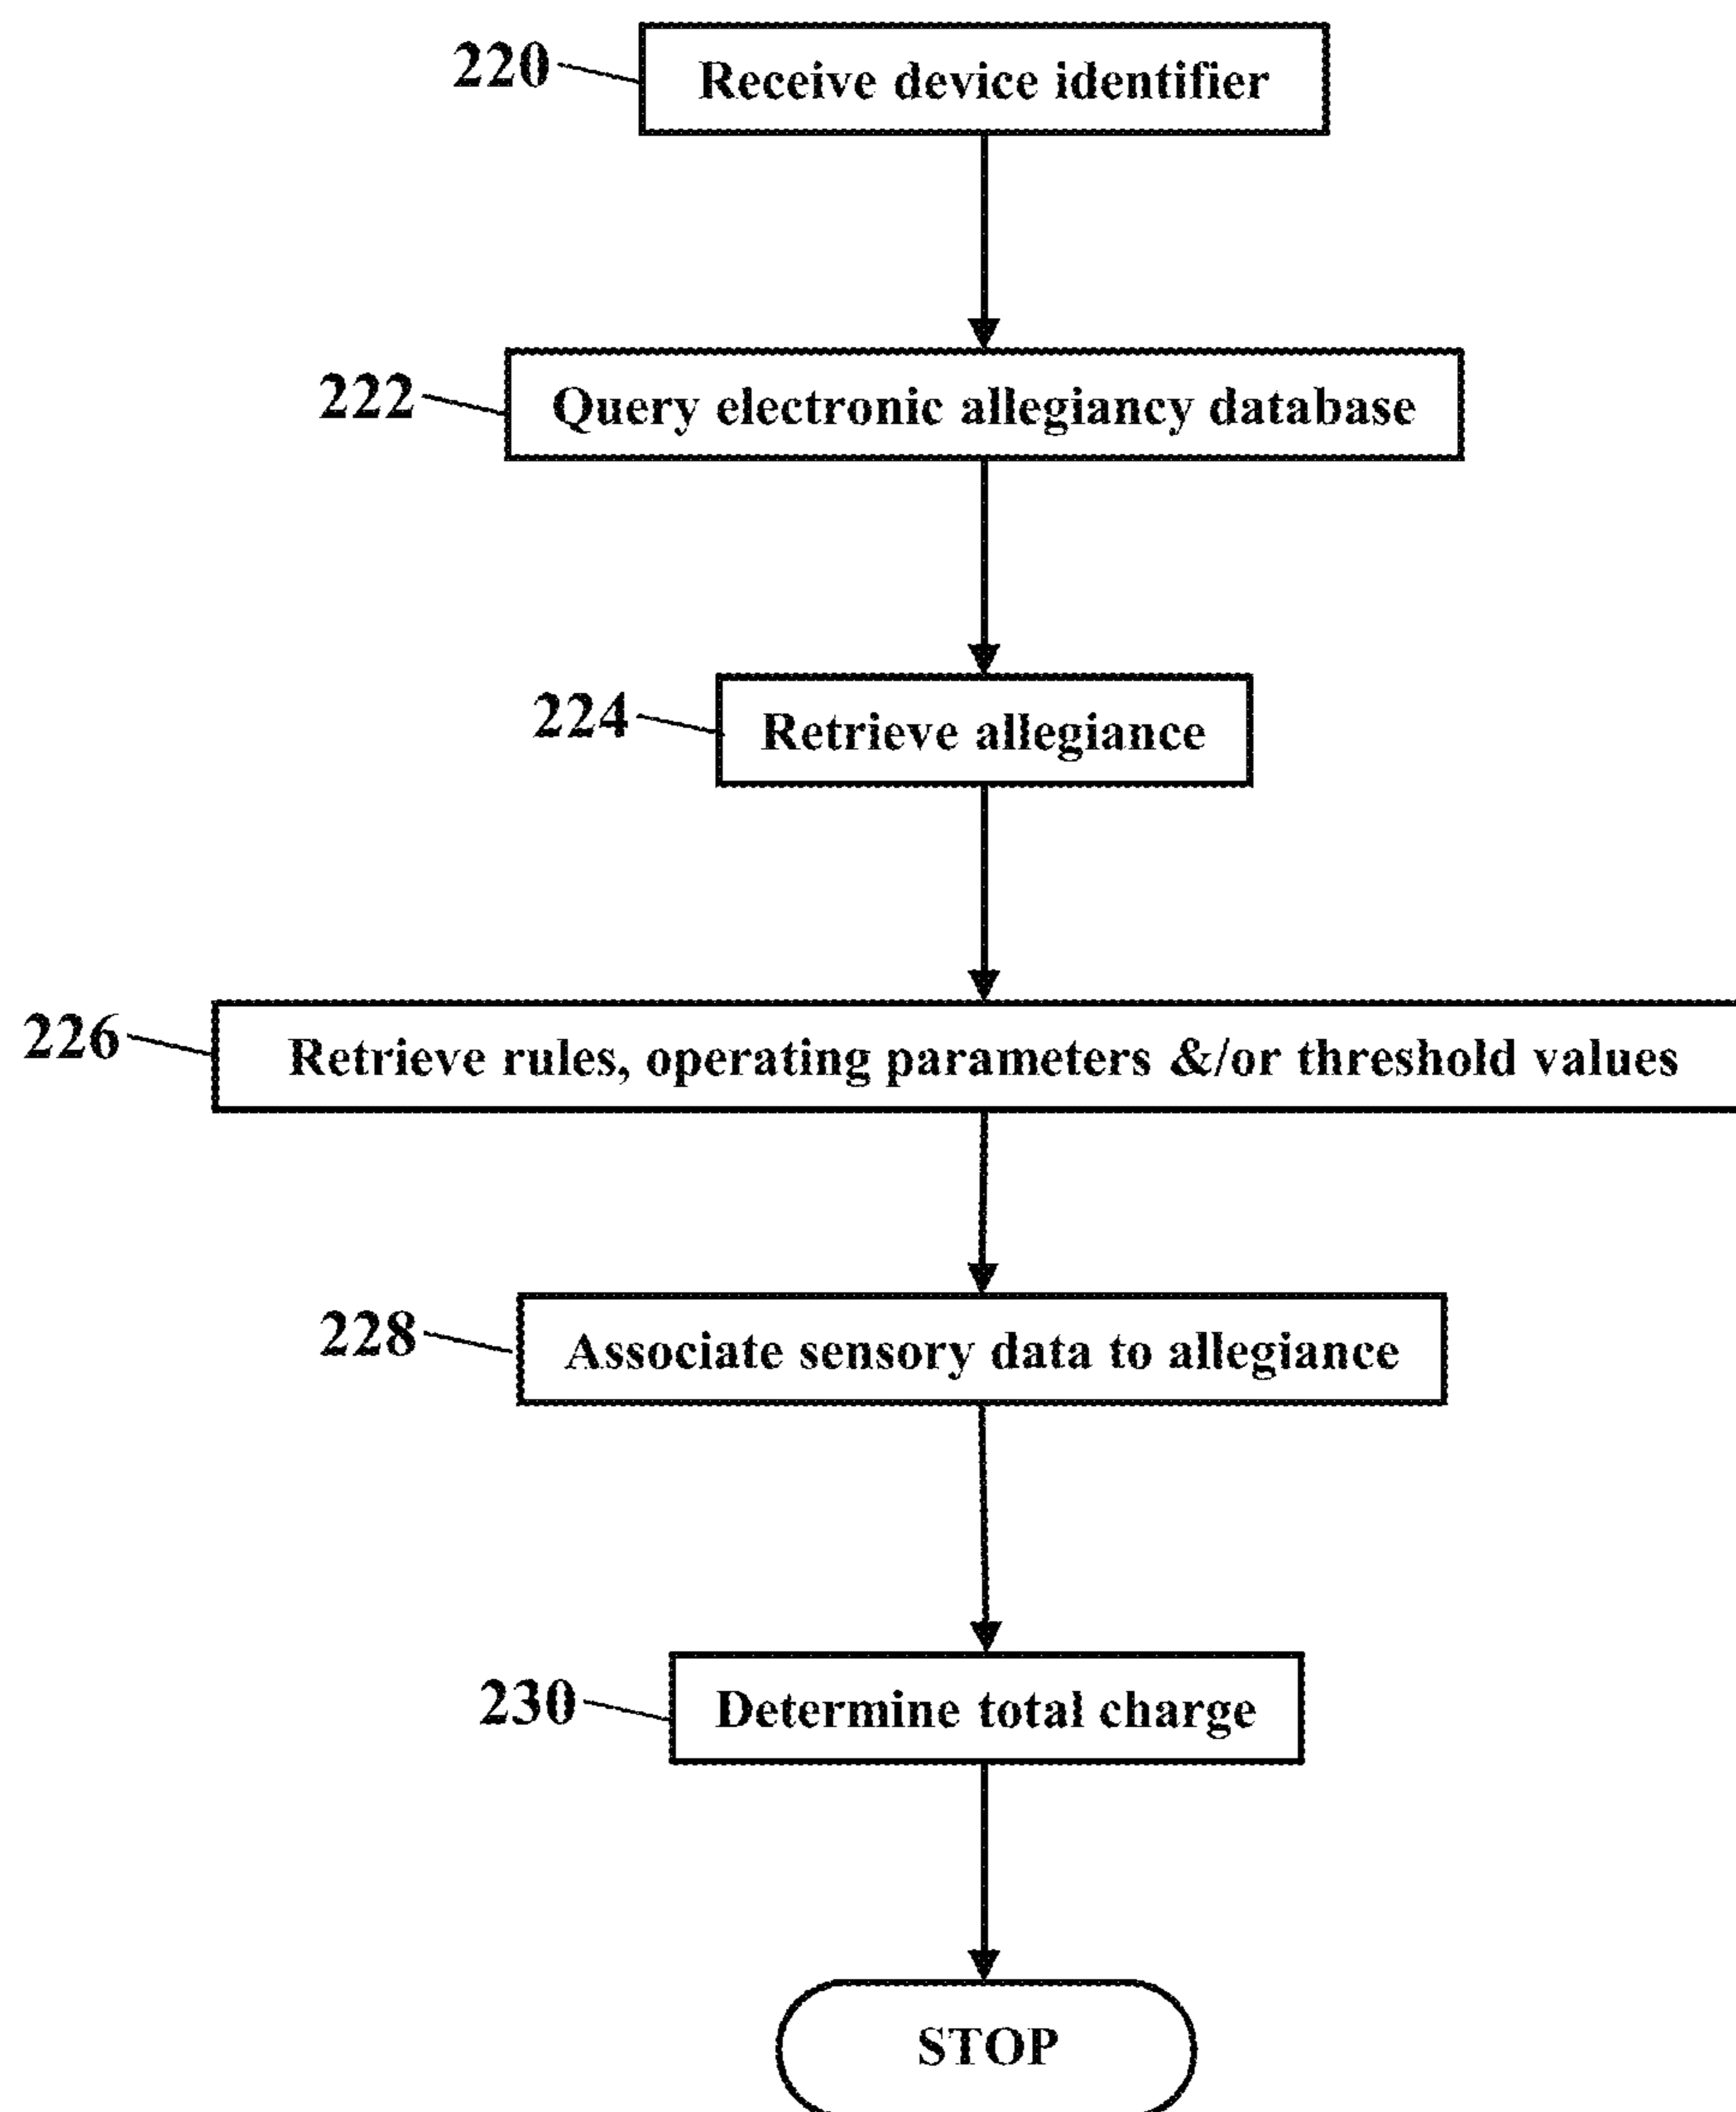 220 Receive device identifier
222 Query electronic allegiancy database
224 Retrieve allegiance
226 Retrieve rules, operating parameters &/or threshold values
228 Associate sensory data to allegiance
230 Determine total charge
STOP